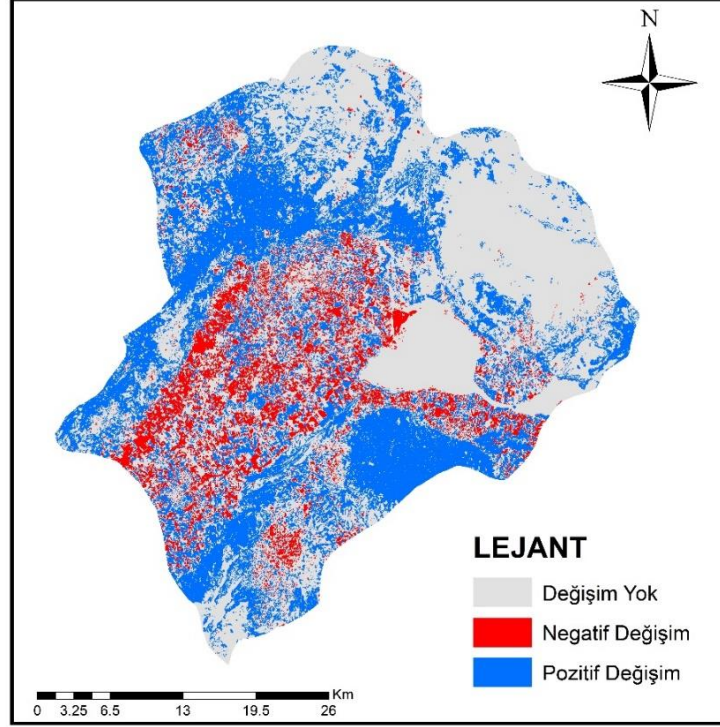 N
LEJANT
Değişim Yok
Negatif Değişim
Pozitif Değişim
Km
0 3.25 6.5 13 19.5 26